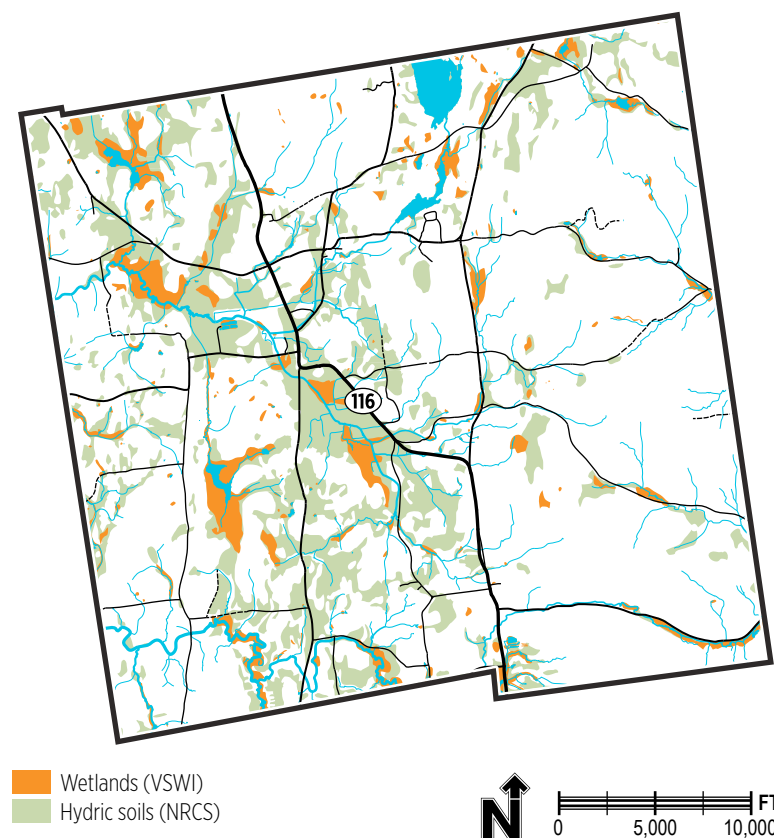 116
Wetlands (VSWI)
Hydric soils (NRCS)
N
FT
0 5,000 10,000